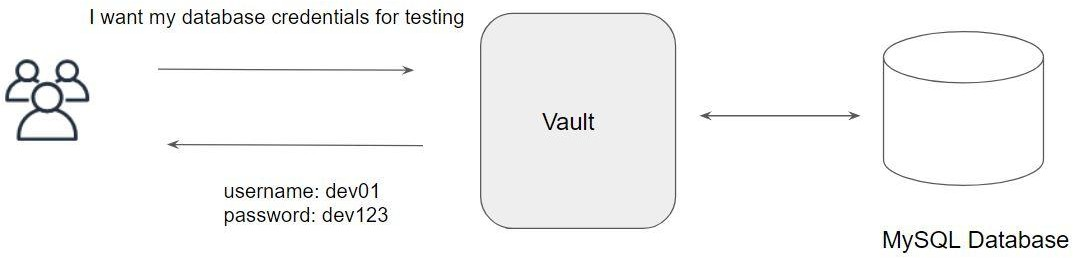 I want my database credentials for testing
Vault
username: dev01
password: dev123
MySQL Database